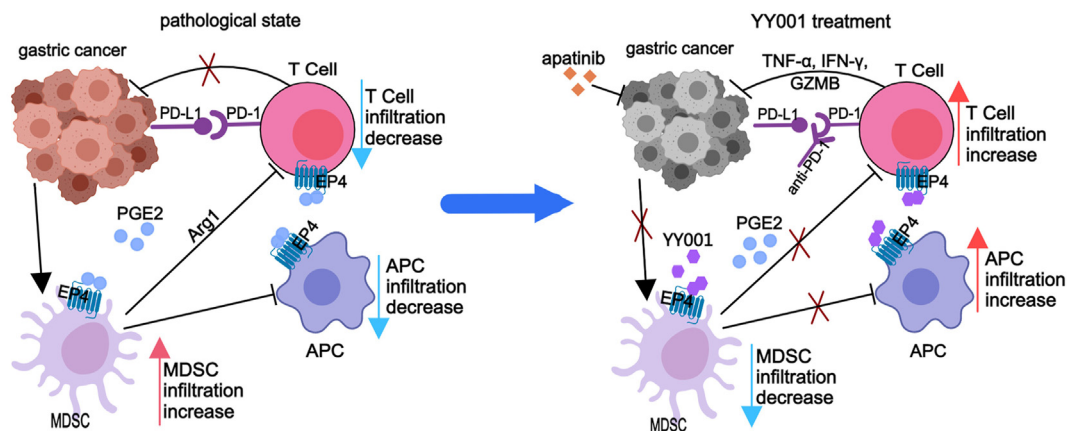 pathological state
gastric cancer
T Cell
PD-L1
PD-1
T Cell
infiltration
decrease
EP4
PGE2
Arg1
EP4
APC
infiltration
decrease
EP4
APC
MDSC
infiltration
increase
MDSC
YY001 treatment
apatinib
gastric cancer
TNF-α, IFN-γ,
GZMB
T Cell
PD-L1
PD-1
anti-PD-1
T Cell
infiltration
increase
EP4
YY001
PGE2
EP4
APC
infiltration
increase
EP4
APC
MDSC
infiltration
decrease
MDSC